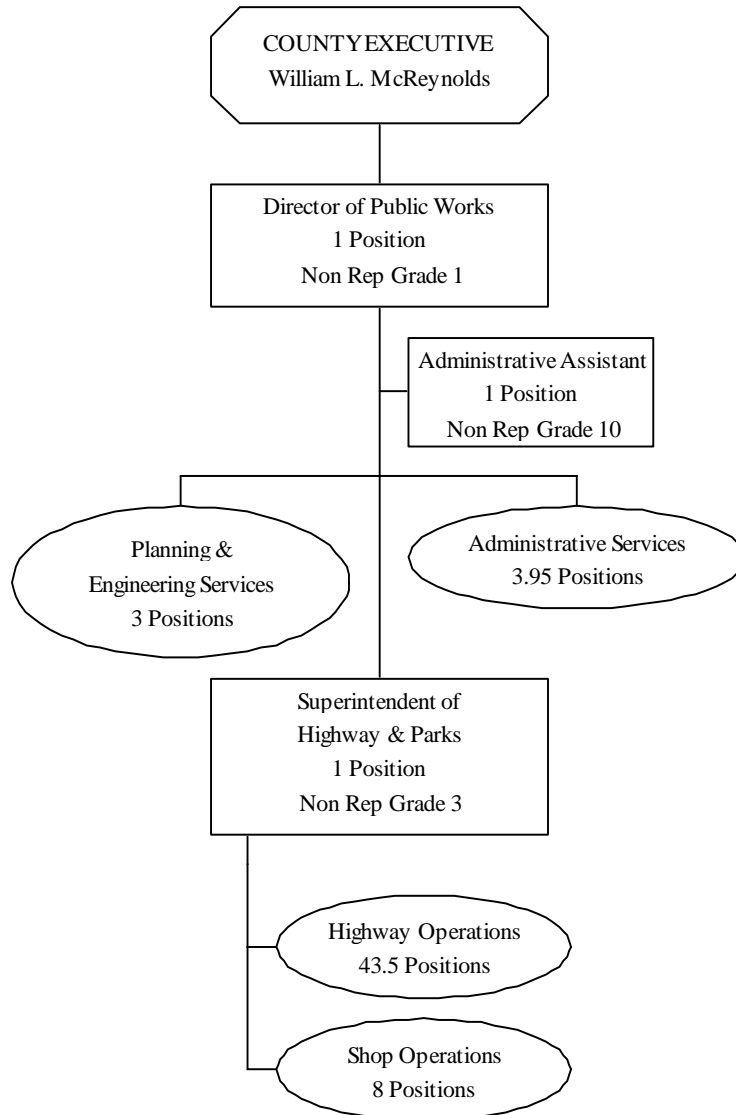 COUNTY EXECUTIVE
William L. McReynolds
Director of Public Works
1 Position
Non Rep Grade 1
Administrative Assistant
1 Position
Non Rep Grade 10
Planning &
Engineering Services
3 Positions
Administrative Services
3.95 Positions
Superintendent of
Highway & Parks
1 Position
Non Rep Grade 3
Highway Operations
43.5 Positions
Shop Operations
8 Positions